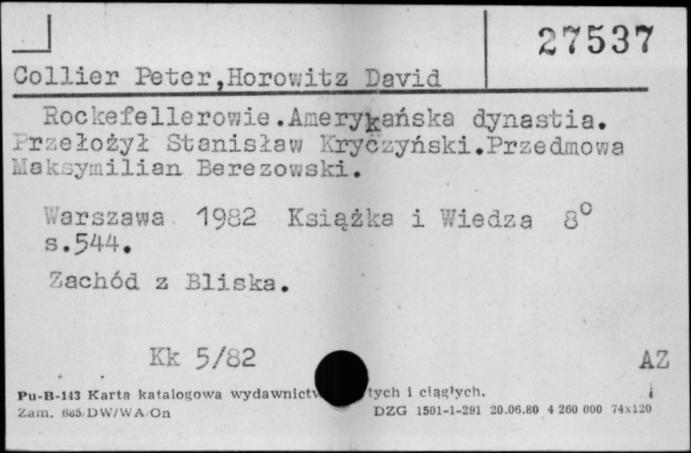 27537
Collier Peter,Horowitz David
Rockefellerowie.Amerykańska dynastia.
Przełożył Stanisław Kryczyński.Przedmowa
Maksymilian Berezowski.
Warszawa 1982 Książka i Wiedza 8°
s.544.
Zachód z Bliska.
Kk 5/82 AZ
Pu-B-143 Karta katalogowa wydawnictw tych i ciągłych.
Zam. 685/DW/WA/On DZG 1501-1-291 20.06.80 4 260 000 74x120